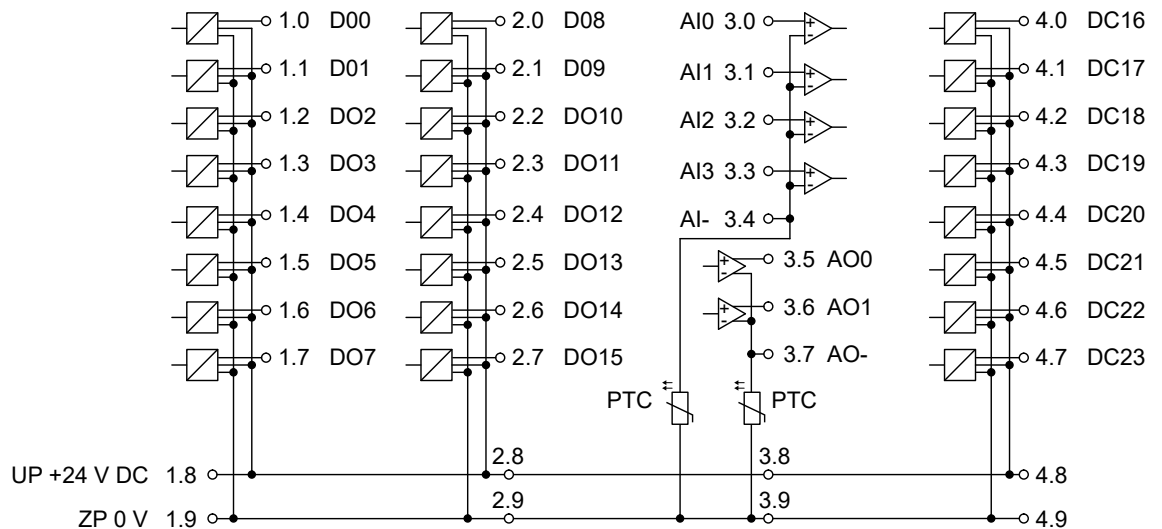 1.0 D00 2.0 D08 AI0 3.0 4.0 DC16
1.1 D01 2.1 D09 AI1 3.1 4.1 DC17
1.2 DO2 2.2 DO10 AI2 3.2 4.2 DC18
1.3 DO3 2.3 DO11 AI3 3.3 4.3 DC19
1.4 DO4 2.4 DO12 AI- 3.4 4.4 DC20
1.5 DO5 2.5 DO13 3.5 AO0 4.5 DC21
1.6 DO6 2.6 DO14 3.6 AO1 4.6 DC22
1.7 DO7 2.7 DO15 3.7 AO- 4.7 DC23
PTC PTC
UP +24 V DC 1.8 2.8 3.8 4.8
ZP 0 V 1.9 2.9 3.9 4.9